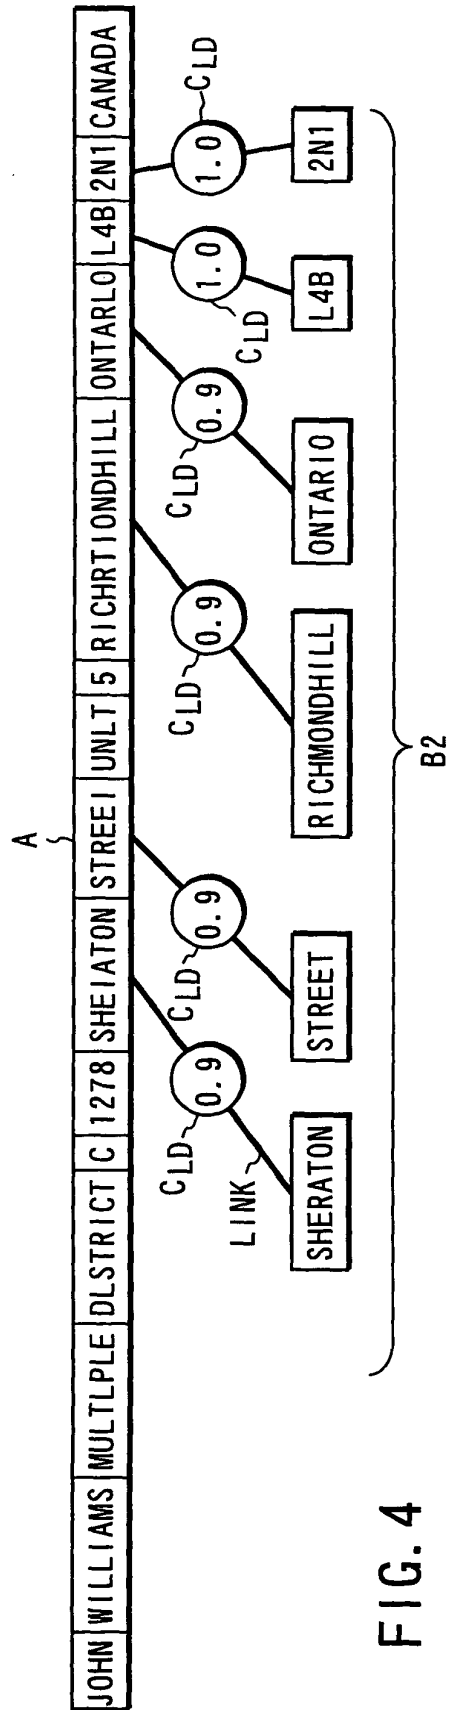 A
JOHN WILLIAMS MULTLPLE DLSTRICT C 1278 SHEIATON STREEI UNLT 5 RICHRTIONDHILL ONTARLO L4B 2N1 CANADA
CLD 0.9 CLD 0.9 CLD 0.9 CLD 0.9 CLD 1.0 1.0 CLD
LINK
SHERATON STREET RICHMONDHILL ONTARIO L4B 2N1
B2
FIG. 4